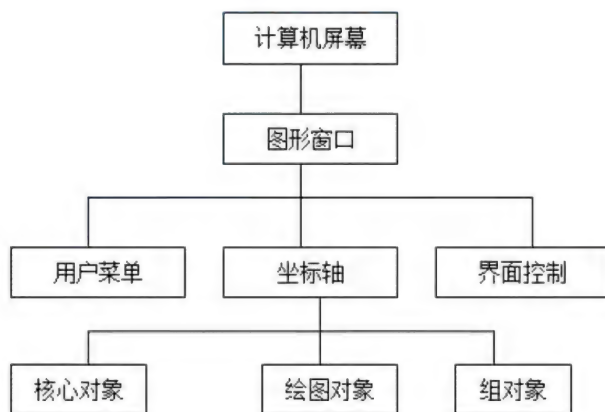 计算机屏幕
图形窗口
用户菜单
坐标轴
界面控制
核心对象
绘图对象
组对象